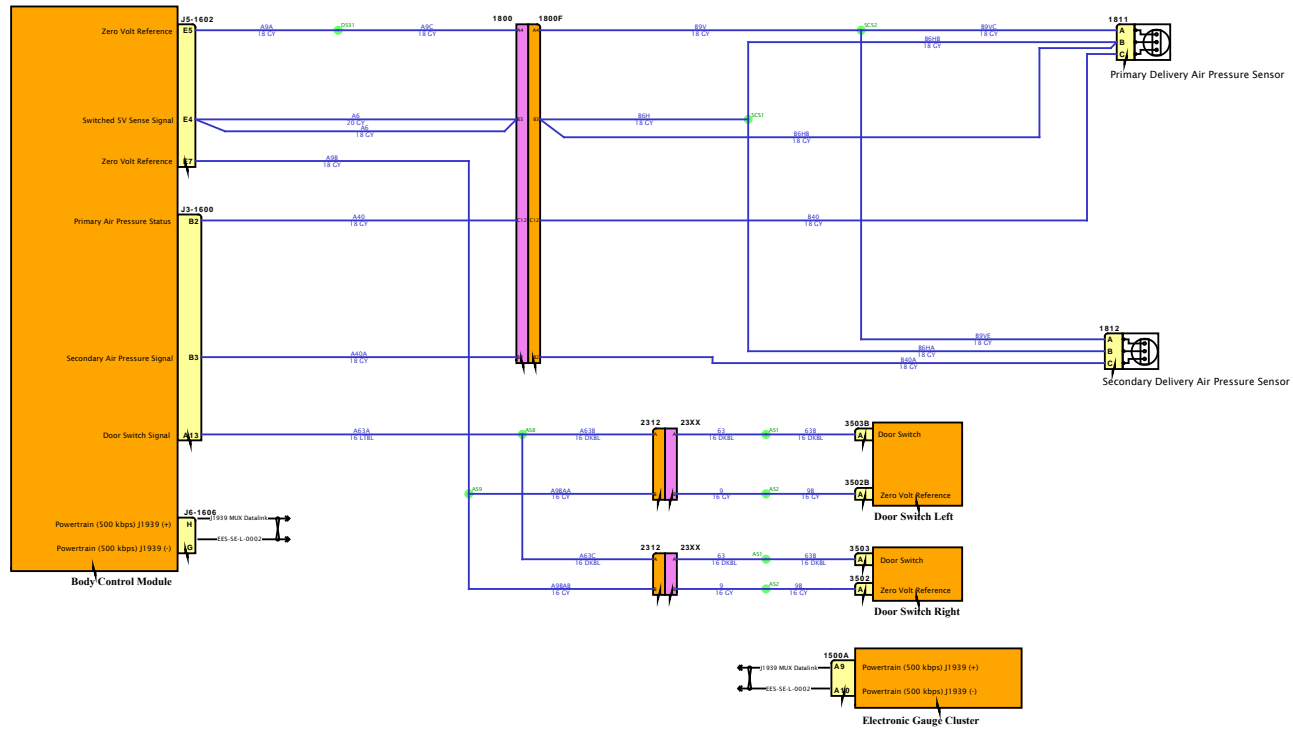 J5-1602
Zero Volt Reference
E5
A9A
18 GY
DS31
A9C
18 GY
1800
1800F
A4
A4
B9V
18 GY
SCS2
B9VC
18 GY
B6HB
18 GY
1811
A
B
C
Primary Delivery Air Pressure Sensor
Switched 5V Sense Signal
E4
A6
20 GY
A6
18 GY
B3
B3
B6H
18 GY
SCS1
B6HB
18 GY
Zero Volt Reference
E7
A98
18 GY
J3-1600
Primary Air Pressure Status
B2
A40
18 GY
C12
C12
B40
18 GY
Secondary Air Pressure Signal
B3
A40A
18 GY
B9VE
18 GY
B6HA
18 GY
B40A
18 GY
1812
A
B
C
Secondary Delivery Air Pressure Sensor
Door Switch Signal
A13
A63A
16 LTBL
AS8
A63B
16 DKBL
2312
23XX
A
A
63
16 DKBL
AS1
63B
16 DKBL
3503B
A
Door Switch
AS9
A98AA
16 GY
9
16 GY
AS2
9B
16 GY
3502B
A
Zero Volt Reference
Door Switch Left
J6-1606
Powertrain (500 kbps) J1939 (+)
H
J1939 MUX Datalink
Powertrain (500 kbps) J1939 (-)
G
EES-SE-L-0002
Body Control Module
A63C
16 DKBL
2312
23XX
A
A
63
16 DKBL
AS1
63B
16 DKBL
3503
A
Door Switch
A98AB
16 GY
9
16 GY
AS2
9B
16 GY
3502
A
Zero Volt Reference
Door Switch Right
1500A
J1939 MUX Datalink
A9
Powertrain (500 kbps) J1939 (+)
EES-SE-L-0002
A10
Powertrain (500 kbps) J1939 (-)
Electronic Gauge Cluster